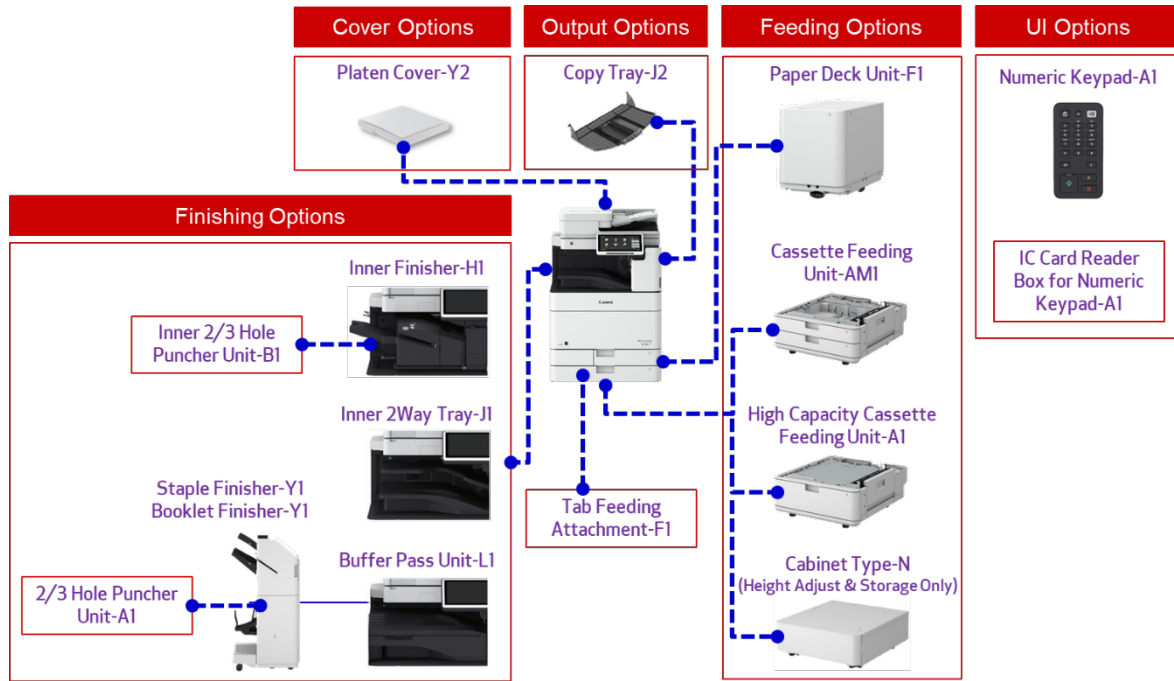 Cover Options
Output Options
Feeding Options
UI Options
Platen Cover-Y2
Copy Tray-J2
Paper Deck Unit-F1
Numeric Keypad-A1
Finishing Options
Inner Finisher-H1
Inner 2/3 Hole
Puncher Unit-B1
Canon
Cassette Feeding
Unit-AM1
IC Card Reader
Box for Numeric
Keypad-A1
Inner 2Way Tray-J1
High Capacity Cassette
Feeding Unit-A1
Staple Finisher-Y1
Booklet Finisher-Y1
Tab Feeding
Attachment-F1
Buffer Pass Unit-L1
2/3 Hole Puncher
Unit-A1
Cabinet Type-N
(Height Adjust & Storage Only)